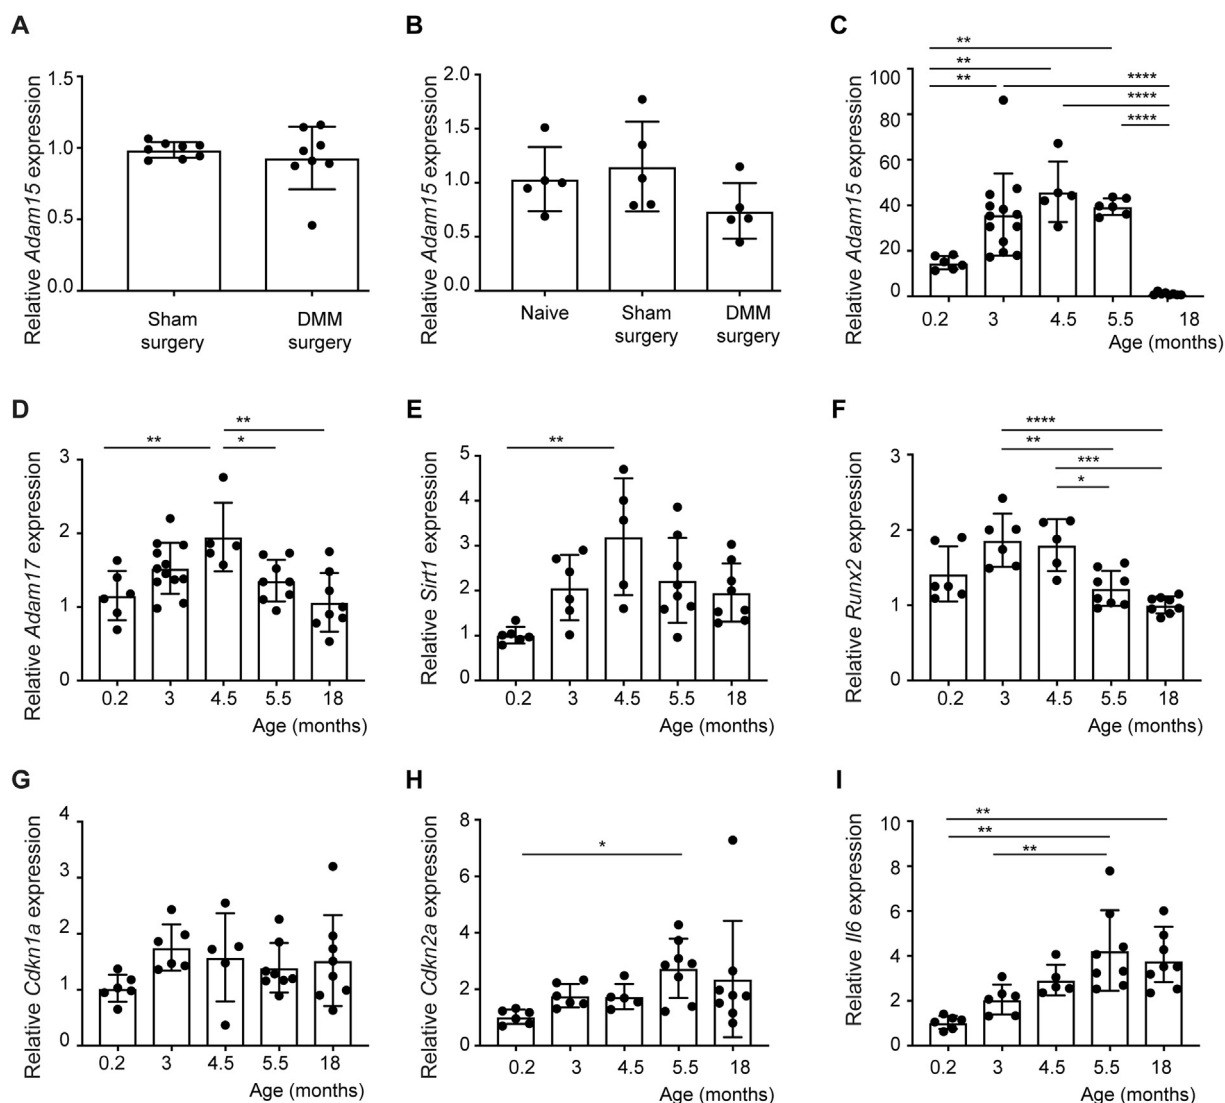 A
Relative Adam15 expression
1.5
1.0
0.5
0.0
Sham
surgery
DMM
surgery
B
Relative Adam15 expression
2.0
1.5
1.0
0.5
0.0
Naive
Sham
surgery
DMM
surgery
C
Relative Adam15 expression
**
**
**
****
****
****
100
80
60
40
20
0
0.2
3
4.5
5.5
18
Age (months)
D
Relative Adam17 expression
**
**
*
3
2
1
0
0.2
3
4.5
5.5
18
Age (months)
E
Relative Sirt1 expression
**
5
4
3
2
1
0
0.2
3
4.5
5.5
18
Age (months)
F
Relative Runx2 expression
****
**
***
*
3
2
1
0
0.2
3
4.5
5.5
18
Age (months)
G
Relative Cdkn1a expression
4
3
2
1
0
0.2
3
4.5
5.5
18
Age (months)
H
Relative Cdkn2a expression
*
8
6
4
2
0
0.2
3
4.5
5.5
18
Age (months)
I
Relative Il6 expression
**
**
**
10
8
6
4
2
0
0.2
3
4.5
5.5
18
Age (months)